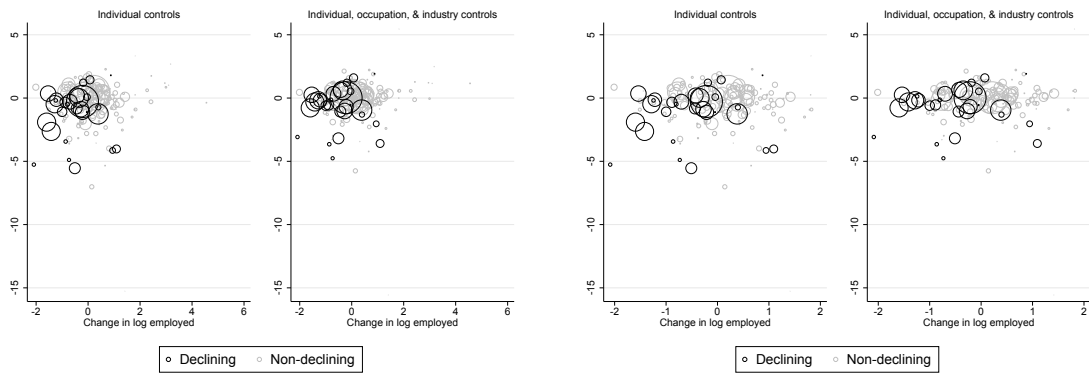 Individual controls
Individual, occupation, & industry controls
5
0
-5
-10
-15
-2 0 2 4 6
Change in log employed
5
0
-5
-10
-15
-2 0 2 4 6
Change in log employed
Declining Non-declining
Individual controls
Individual, occupation, & industry controls
5
0
-5
-10
-15
-2 -1 0 1 2
Change in log employed
5
0
-5
-10
-15
-2 -1 0 1 2
Change in log employed
Declining Non-declining